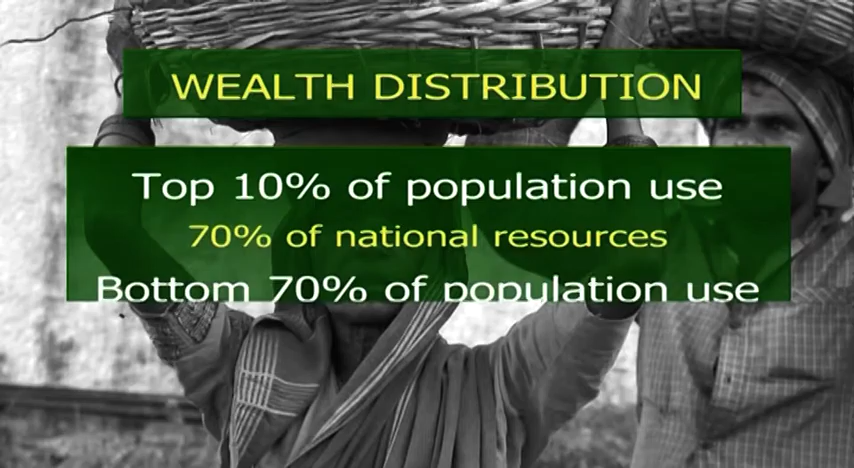 WEALTH DISTRIBUTION
Top 10% of population use
70% of national resources
Bottom 70% of population use